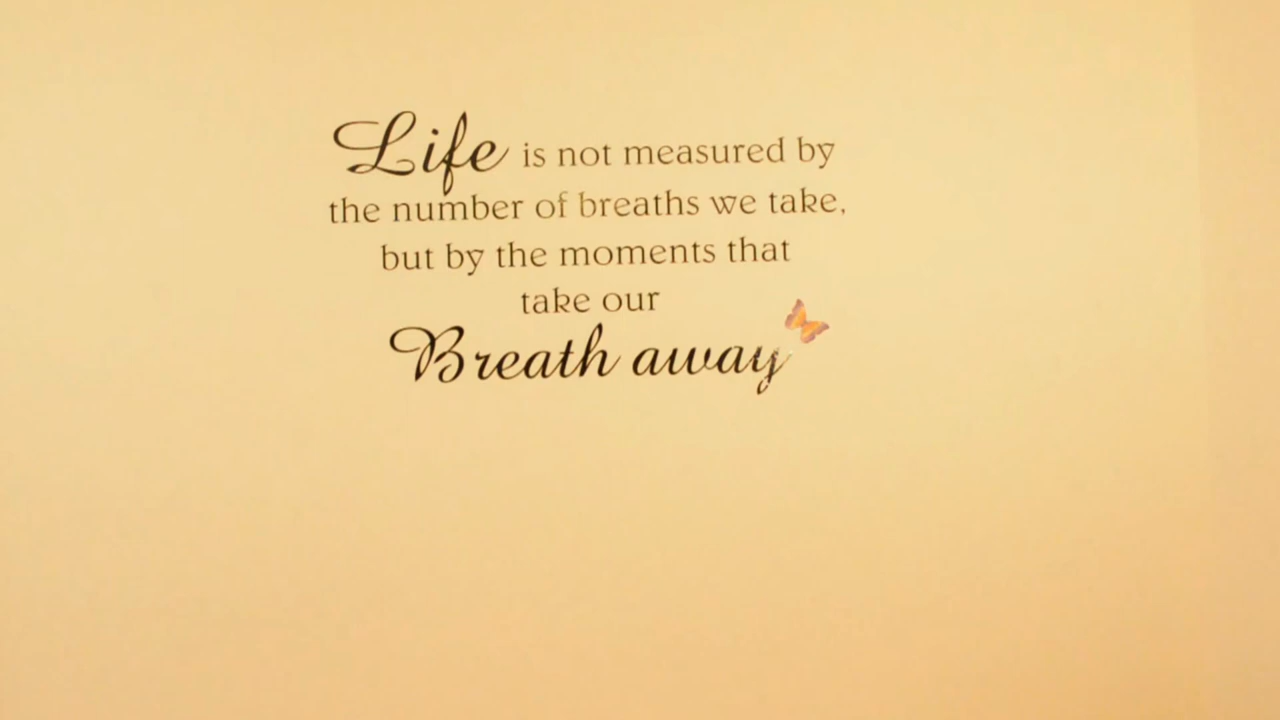 Life is not measured by
the number of breaths we take,
but by the moments that
take our
Breath away